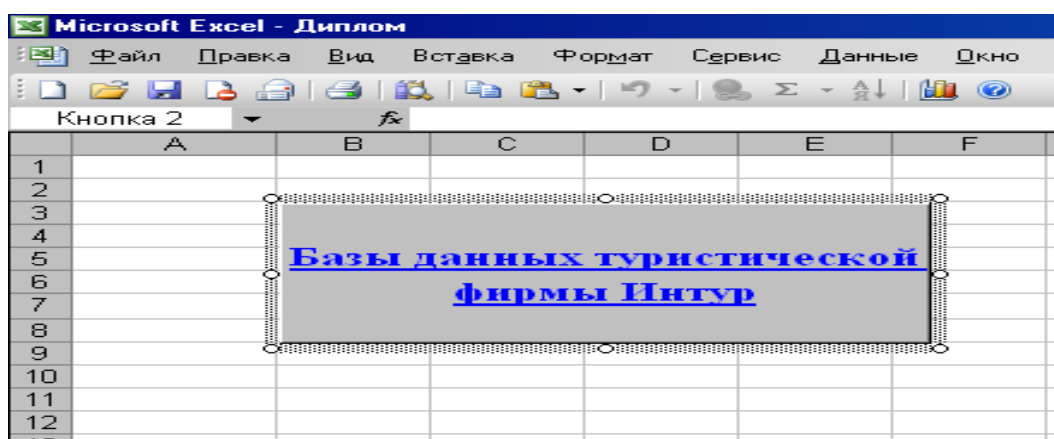 Microsoft Excel - Диплом
Файл Правка Вид Вставка Формат Сервис Данные Окно
Кнопка 2 fx
A B C D E F
1
2
3
4
5
6
7
8
9
10
11
12
Базы данных туристической
фирмы Интур